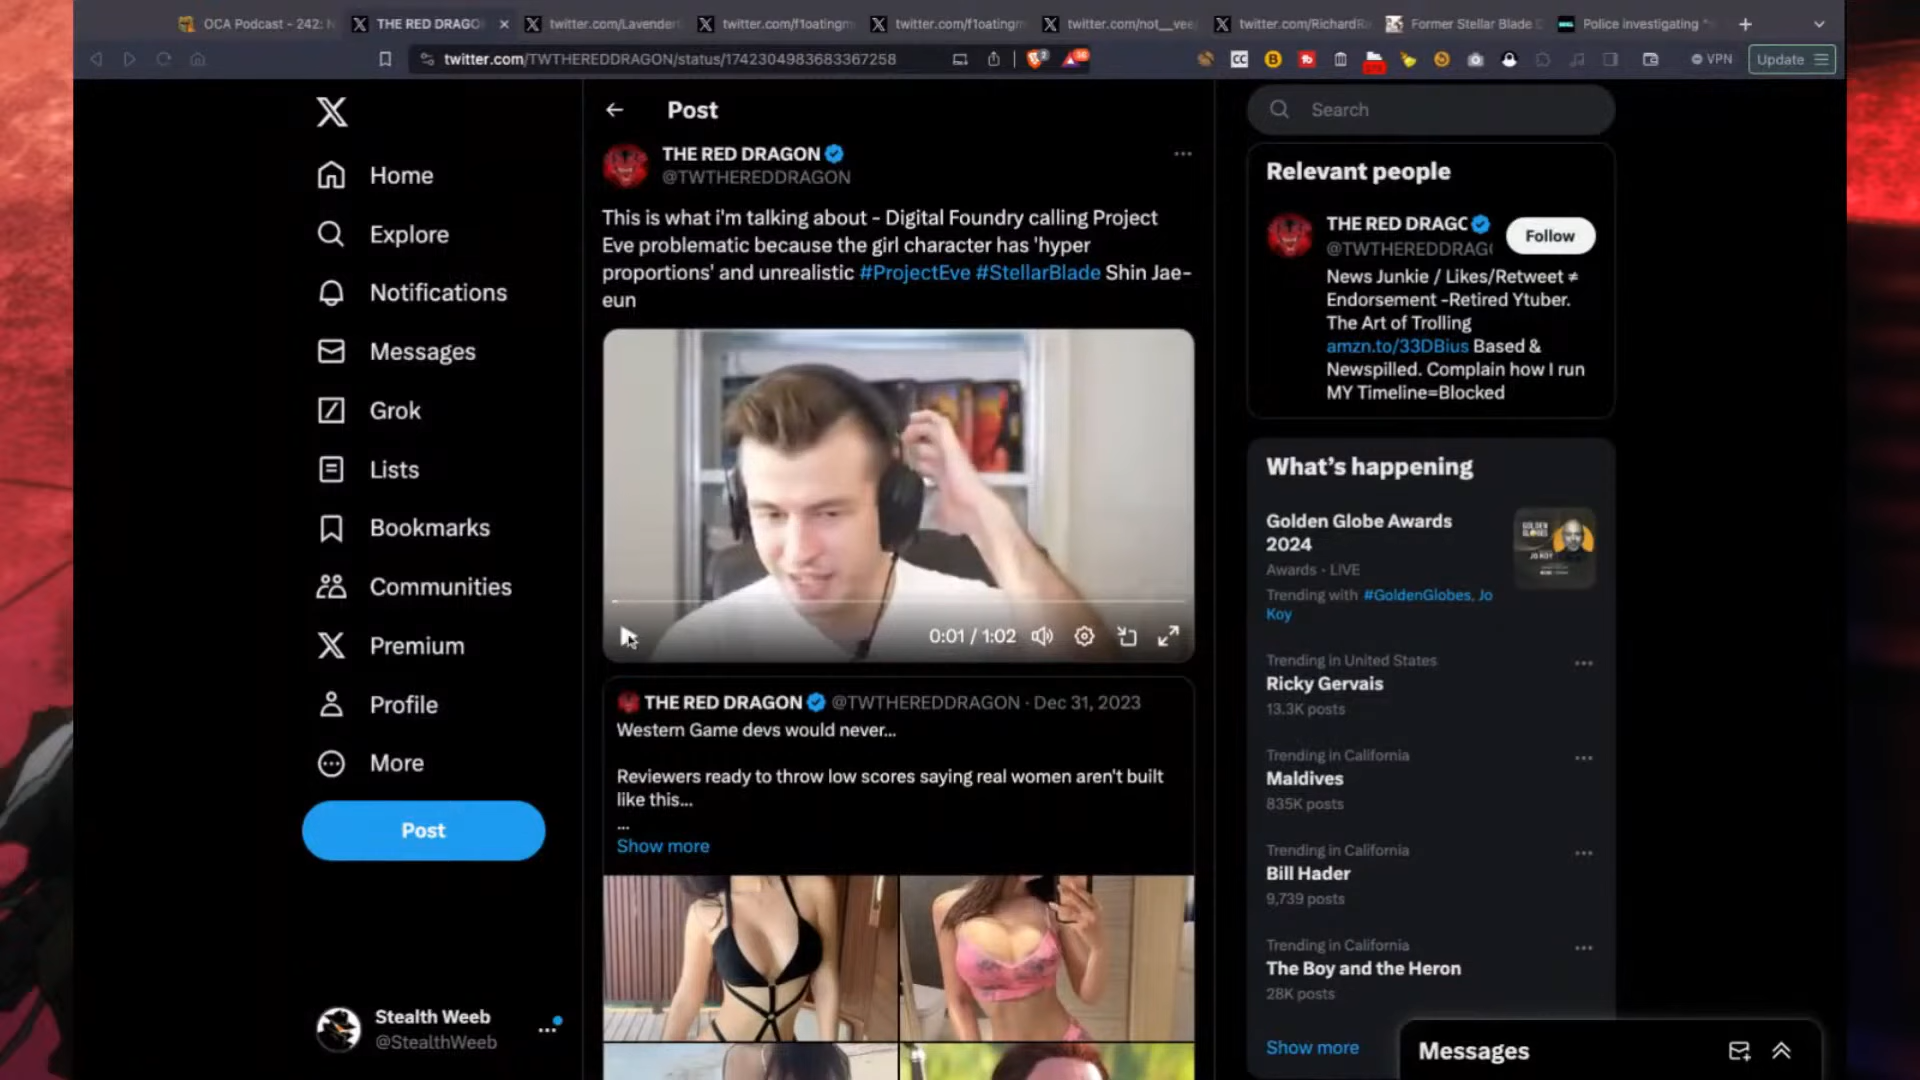 OCA Podcast - 242: N
THE RED DRAGO
twitter.com/Lavender
twitter.com/f1oatingm
twitter.com/f1oatingm
twitter.com/not__vee
twitter.com/RichardRa
Former Stellar Blade D
Police investigating "
twitter.com/TWTHEREDDRAGON/status/1742304983683367258
VPN
Update
Home
Explore
Notifications
Messages
Grok
Lists
Bookmarks
Communities
Premium
Profile
More
Post
Stealth Weeb
@StealthWeeb
Post
THE RED DRAGON
@TWTHEREDDRAGON
This is what i'm talking about - Digital Foundry calling Project
Eve problematic because the girl character has 'hyper
proportions' and unrealistic #ProjectEve #StellarBlade Shin Jae-
eun
0:01 / 1:02
THE RED DRAGON @TWTHEREDDRAGON · Dec 31, 2023
Western Game devs would never...
Reviewers ready to throw low scores saying real women aren't built
like this...
...
Show more
Search
Relevant people
THE RED DRAGC
@TWTHEREDDRAG
Follow
News Junkie / Likes/Retweet ≠
Endorsement -Retired Ytuber.
The Art of Trolling
amzn.to/33DBius Based &
Newspilled. Complain how I run
MY Timeline=Blocked
What's happening
Golden Globe Awards
2024
Awards · LIVE
Trending with #GoldenGlobes, Jo
Koy
Trending in United States
Ricky Gervais
13.3K posts
Trending in California
Maldives
835K posts
Trending in California
Bill Hader
9,739 posts
Trending in California
The Boy and the Heron
28K posts
Show more
Messages